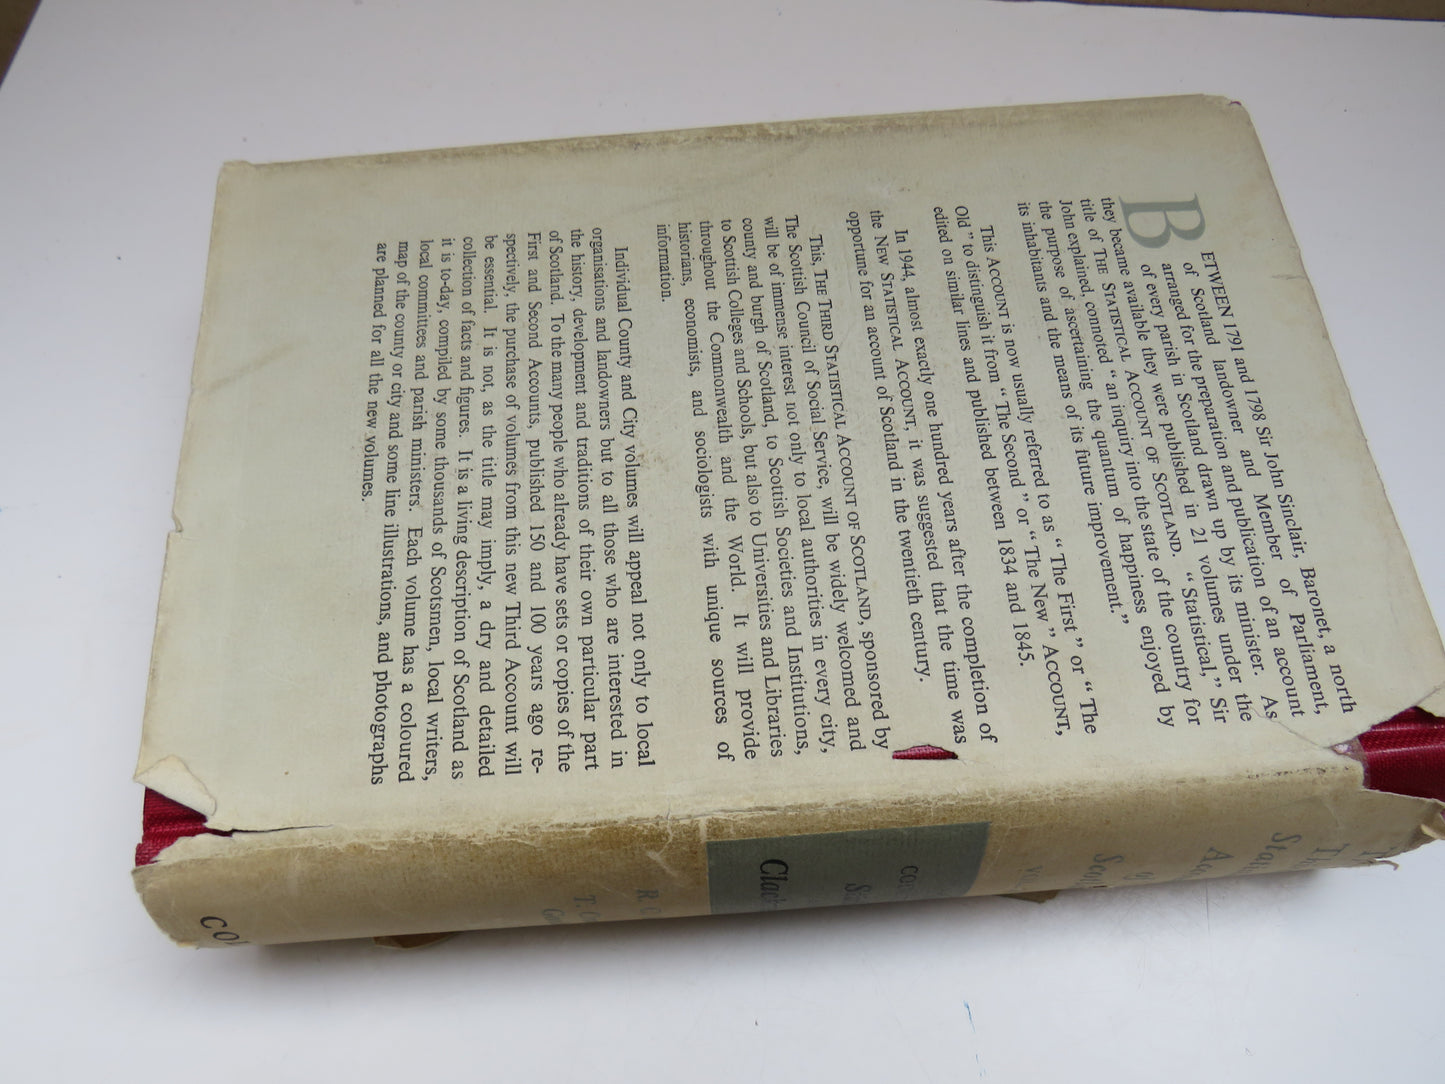 BETWEEN 1791 and 1798 Sir John Sinclair, Baronet, a north
of Scotland landowner and Member of Parliament,
arranged for the preparation and publication of an account
of every parish in Scotland drawn up by its minister. As
they became available they were published in 21 volumes under the
title of THE STATISTICAL ACCOUNT OF SCOTLAND. “Statistical,” Sir
John explained, connoted “an inquiry into the state of the country for
the purpose of ascertaining the quantum of happiness enjoyed by
its inhabitants and the means of its future improvement.”
This ACCOUNT is now usually referred to as “The First” or “The
Old” to distinguish it from “The Second” or “The New” ACCOUNT,
edited on similar lines and published between 1834 and 1845.
In 1944, almost exactly one hundred years after the completion of
the NEW STATISTICAL ACCOUNT, it was suggested that the time was
opportune for an account of Scotland in the twentieth century.
This, THE THIRD STATISTICAL ACCOUNT OF SCOTLAND, sponsored by
The Scottish Council of Social Service, will be widely welcomed and
will be of immense interest not only to local authorities in every city,
county and burgh of Scotland, to Scottish Societies and Institutions,
to Scottish Colleges and Schools, but also to Universities and Libraries
throughout the Commonwealth and the World. It will provide
historians, economists, and sociologists with unique sources of
information.
Individual County and City volumes will appeal not only to local
organisations and landowners but to all those who are interested in
the history, development and traditions of their own particular part
of Scotland. To the many people who already have sets or copies of the
First and Second Accounts, published 150 and 100 years ago re-
spectively, the purchase of volumes from this new Third Account will
be essential. It is not, as the title may imply, a dry and detailed
collection of facts and figures. It is a living description of Scotland as
it is to-day, compiled by some thousands of Scotsmen, local writers,
local committees and parish ministers. Each volume has a coloured
map of the county or city and some line illustrations, and photographs
are planned for all the new volumes.
of
R. C
T. C